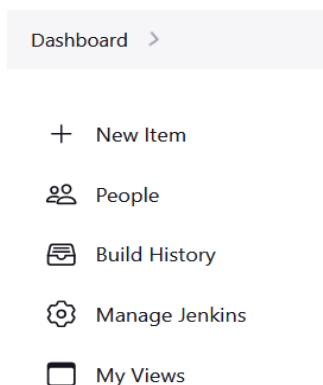 Dashboard >
New Item
People
Build History
Manage Jenkins
My Views